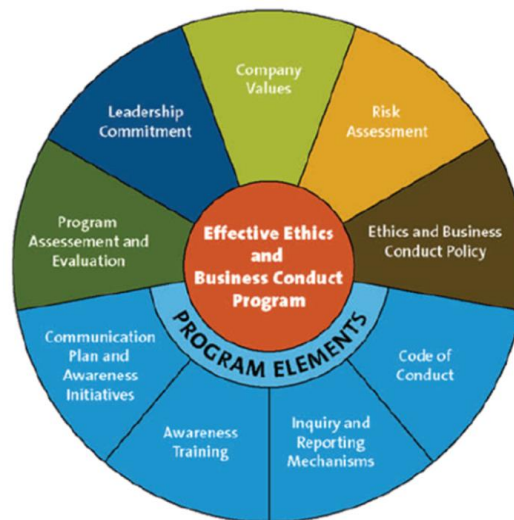 Company
Values
Risk
Assessment
Ethics and Business
Conduct Policy
Code of
Conduct
Inquiry and
Reporting
Mechanisms
Awareness
Training
Communication
Plan and
Awareness
Initiatives
Program
Assessement and
Evaluation
Leadership
Commitment
Effective Ethics
and
Business Conduct
Program
PROGRAM ELEMENTS